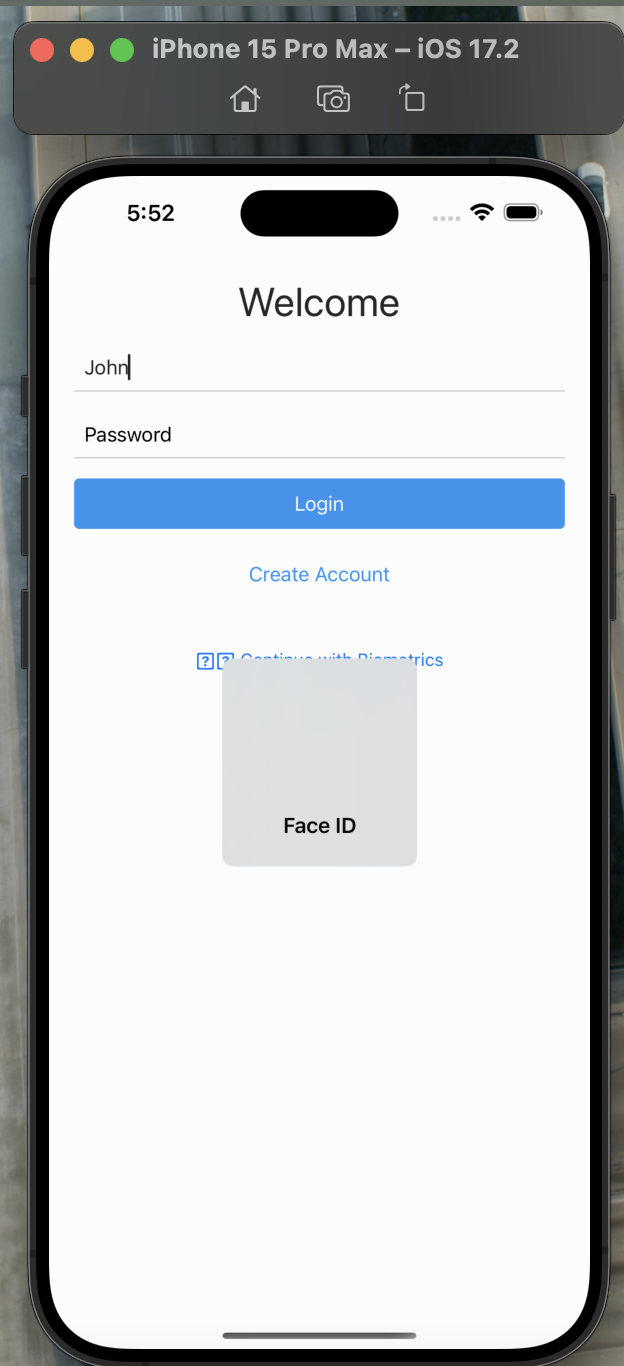 iPhone 15 Pro Max – iOS 17.2
5:52
Welcome
John
Password
Login
Create Account
Continue with Biometrics
Face ID